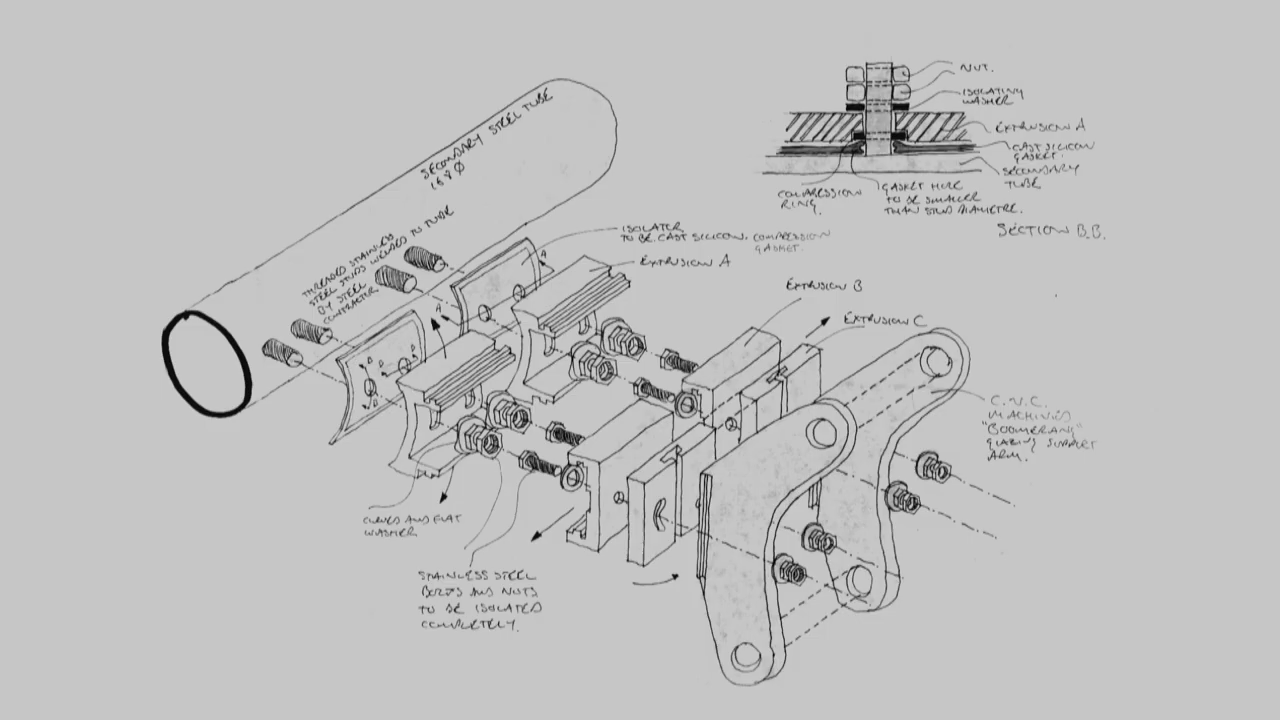 SECONDARY STEEL TUBE
168 Ø
THREADED STAINLESS
STEEL STUDS WELDED TO TUBE
BY STEEL
CONTRACTOR
ISOLATER
TO BE CAST SILICON. COMPRESSION
GASKET.
EXTRUSION A
EXTRUSION B
EXTRUSION C
C.N.C.
MACHINED
"BOOMERANG"
GLAZING SUPPORT
ARM.
CURVED AND FLAT
WASHER
STAINLESS STEEL
BOLTS AND NUTS
TO BE ISOLATED
COMPLETELY.
NUT.
ISOLATING
WASHER
EXTRUSION A
CAST SILICON
GASKET.
SECONDARY
TUBE
COMPRESSION
RING.
GASKET HOLE
TO BE SMALLER
THAN STUD DIAMETRE.
SECTION B.B.
A
A
B
B